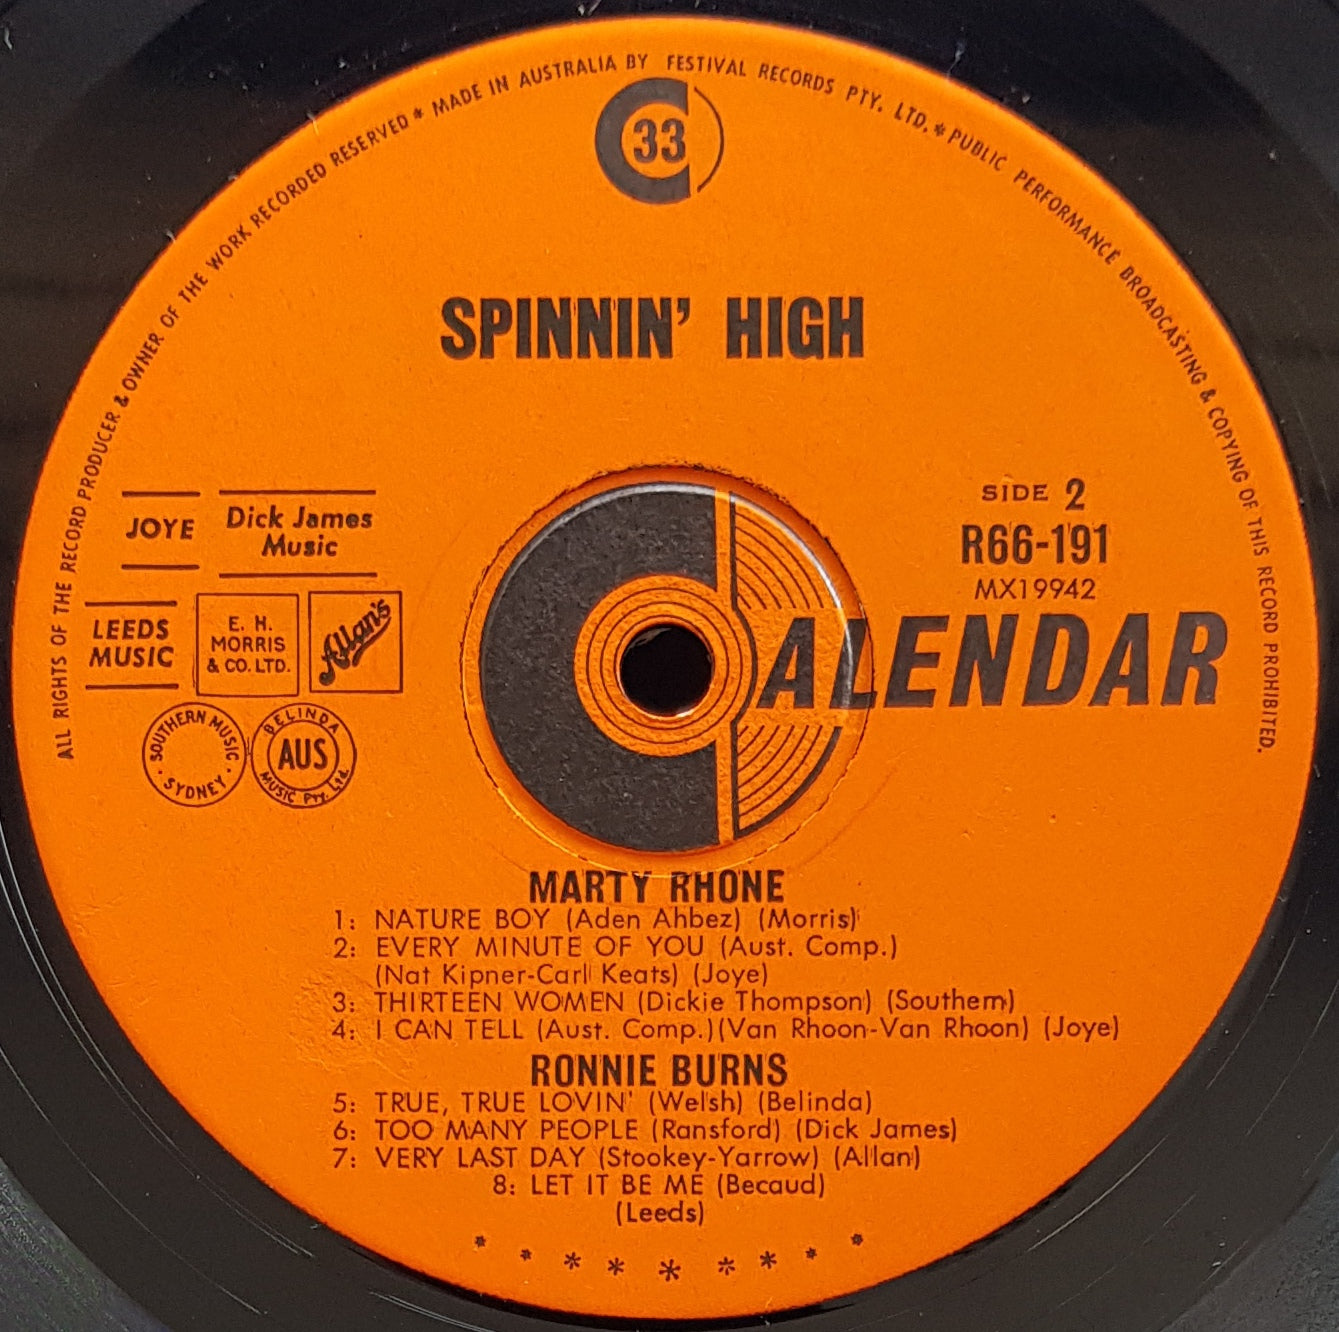 ALL RIGHTS OF THE RECORD PRODUCER & OWNER OF THE WORK RECORDED RESERVED * MADE IN AUSTRALIA BY FESTIVAL RECORDS PTY. LTD. * PUBLIC PERFORMANCE BROADCASTING & COPYING OF THIS RECORD PROHIBITED.
C 33
SPINNIN' HIGH
JOYE
Dick James
Music
LEEDS
MUSIC
E. H.
MORRIS
& CO. LTD.
Allan's
SOUTHERN MUSIC · SYDNEY ·
BELINDA
AUS
MUSIC Pty. Ltd.
SIDE 2
R66-191
MX19942
CALENDAR
MARTY RHONE
1: NATURE BOY (Aden Ahbez) (Morris)
2: EVERY MINUTE OF YOU (Aust. Comp.)
(Nat Kipner-Carl Keats) (Joye)
3: THIRTEEN WOMEN (Dickie Thompson) (Southern)
4: I CAN TELL (Aust. Comp.)(Van Rhoon-Van Rhoon) (Joye)
RONNIE BURNS
5: TRUE, TRUE LOVIN' (Welsh) (Belinda)
6: TOO MANY PEOPLE (Ransford) (Dick James)
7: VERY LAST DAY (Stookey-Yarrow) (Allan)
8: LET IT BE ME (Becaud)
(Leeds)
* * * * * * * * *